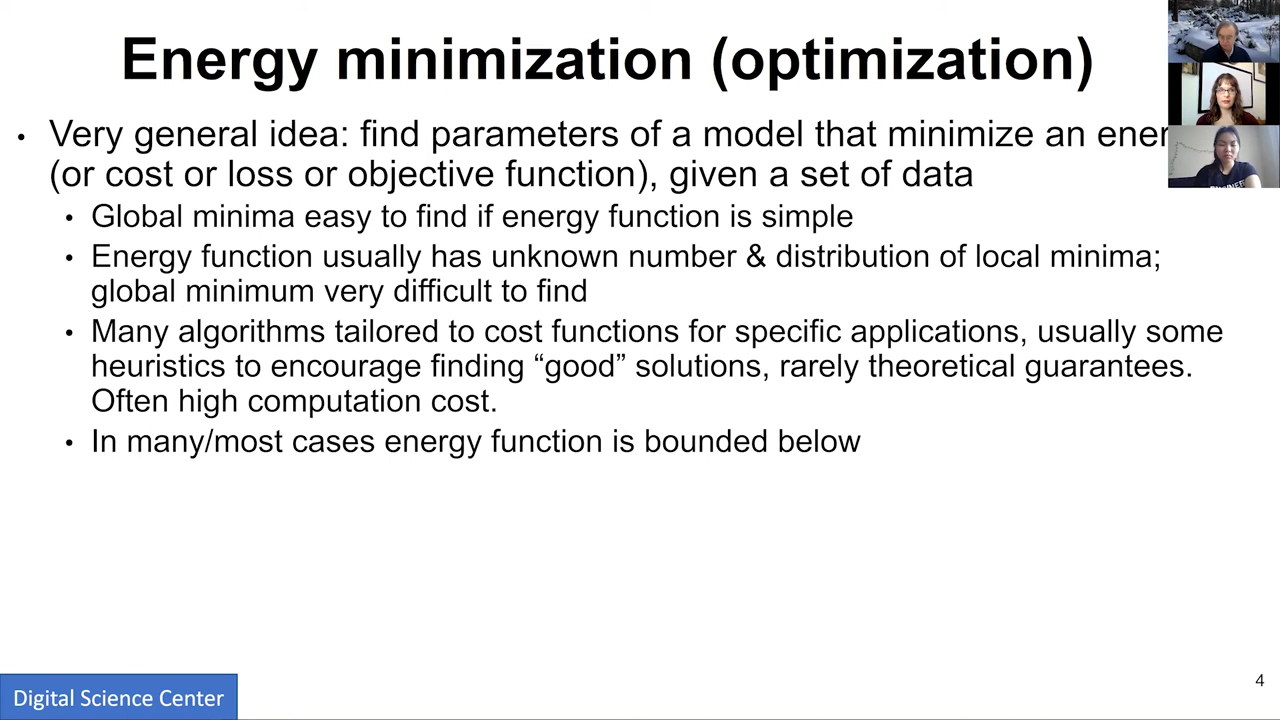 Energy minimization (optimization)
• Very general idea: find parameters of a model that minimize an
(or cost or loss or objective function), given a set of data
• Global minima easy to find if energy function is simple
• Energy function usually has unknown number & distribution of local minima;
global minimum very difficult to find
• Many algorithms tailored to cost functions for specific applications, usually some
heuristics to encourage finding “good” solutions, rarely theoretical guarantees.
Often high computation cost.
• In many/most cases energy function is bounded below
Digital Science Center
4